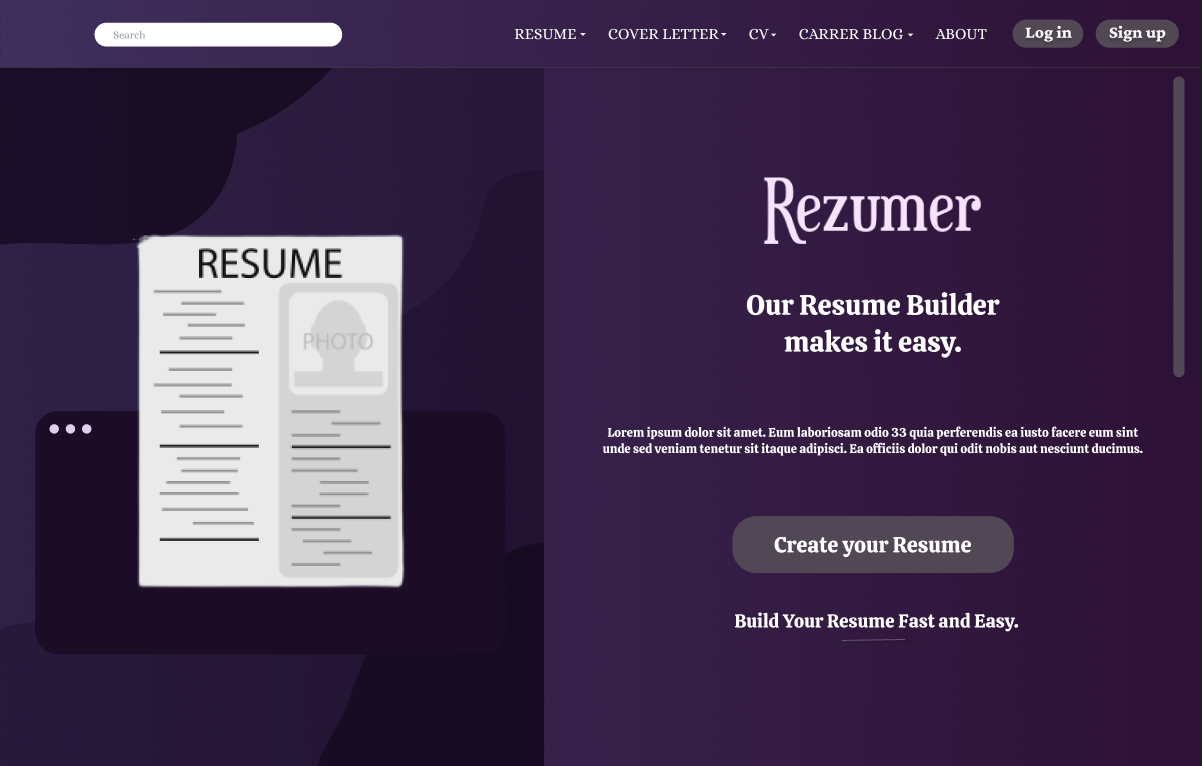 Search
RESUME
COVER LETTER
CV
CARRER BLOG
ABOUT
Log in
Sign up
RESUME
PHOTO
Rezumer
Our Resume Builder
makes it easy.
Lorem ipsum dolor sit amet. Eum laboriosam odio 33 quia perferendis ea iusto facere eum sint
unde sed veniam tenetur sit itaque adipisci. Ea officiis dolor qui odit nobis aut nesciunt ducimus.
Create your Resume
Build Your Resume Fast and Easy.